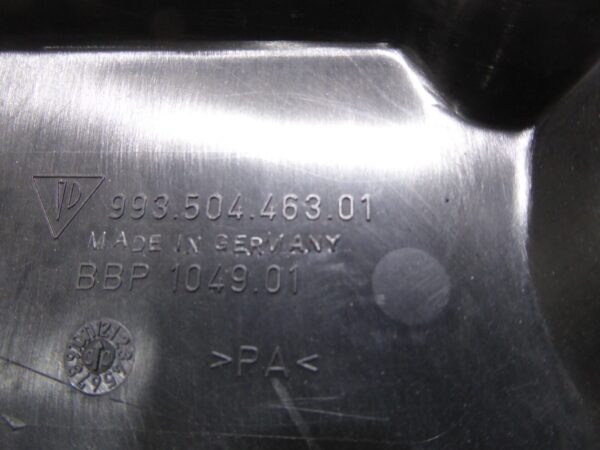 993.504.463.01
MADE IN GERMANY
BBP 1049.01
>PA<